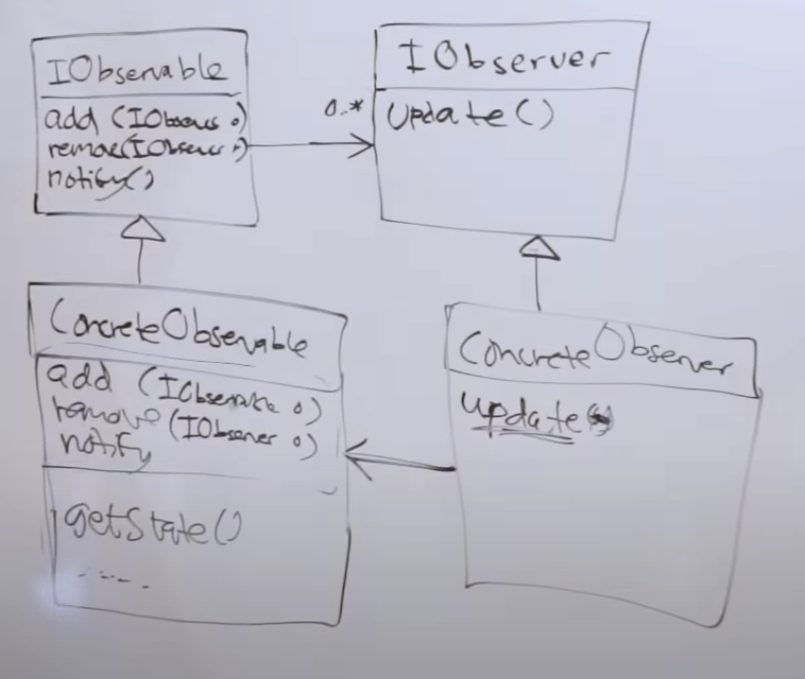 IObservable
add (IObserver o)
remove(IObserver o)
notify()
0..*
IObserver
Update()
ConcreteObservable
add (IObservable o)
remove (IObserver o)
notify
getState()
.....
ConcreteObserver
update()